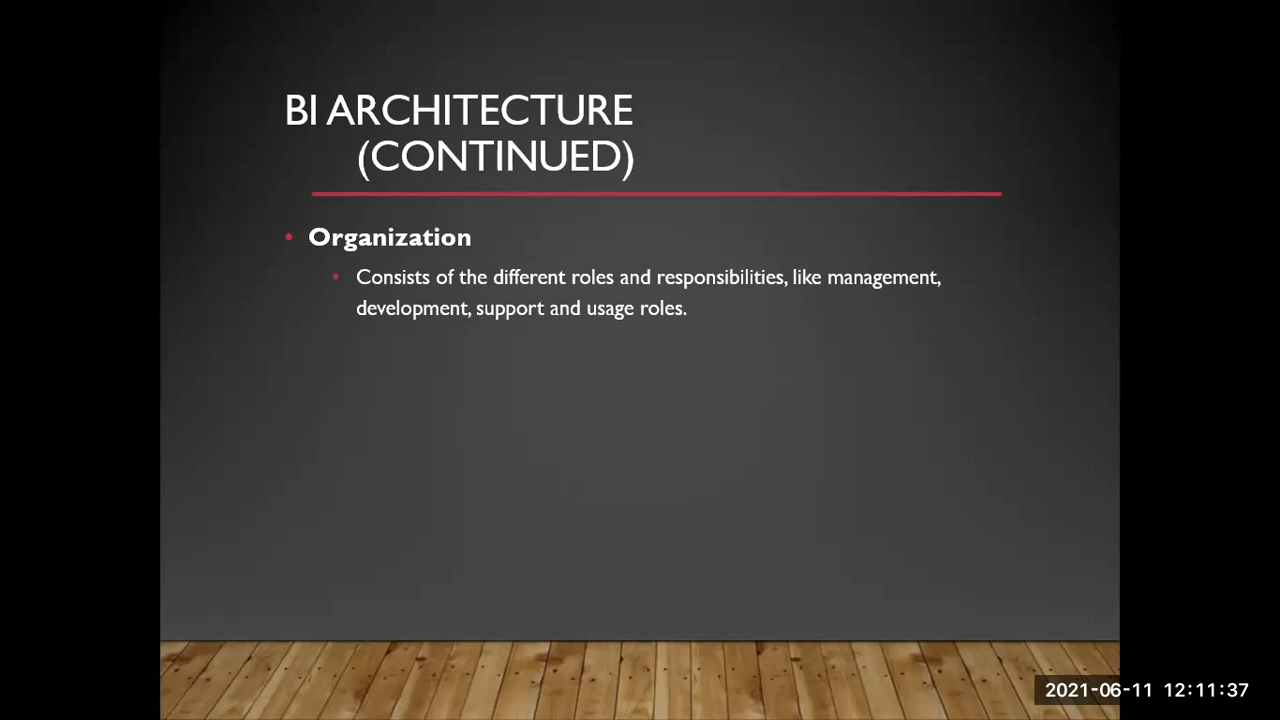 BI ARCHITECTURE
(CONTINUED)
• Organization
• Consists of the different roles and responsibilities, like management,
development, support and usage roles.
2021-06-11 12:11:37